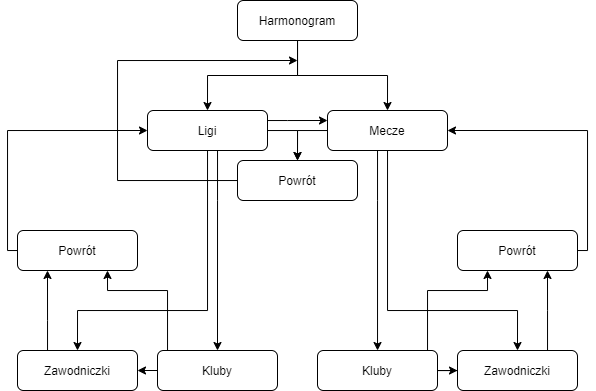 Harmonogram
Ligi
Mecze
Powrót
Powrót
Powrót
Zawodniczki
Kluby
Kluby
Zawodniczki